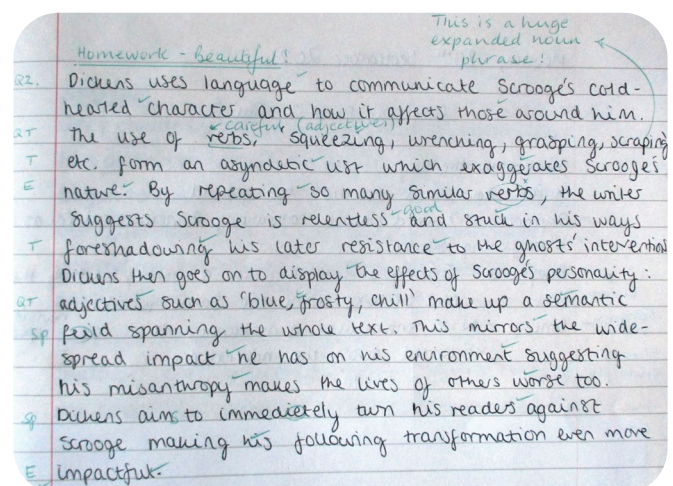 This is a huge
expanded noun
phrase!
Homework - Beautiful!
Q2. Dickens uses language to communicate Scrooge's cold-
hearted character and how it affects those around him.
careful (adjectives)
QT The use of verbs, 'squeezing, wrenching, grasping, scraping'
T etc. form an asyndetic list which exaggerates Scrooge's
E nature. By repeating so many similar verbs, the writer
good
suggests Scrooge is relentless and stuck in his ways
T foreshadowing his later resistance to the ghosts' intervention
Dickens then goes on to display the effects of Scrooge's personality:
QT adjectives such as 'blue, frosty, chill' make up a semantic
Sp feild spanning the whole text. This mirrors the wide-
spread impact he has on his environment suggesting
his misanthropy makes the lives of others worse too.
Sp Dickens aims to immedietely turn his readers against
Scrooge making his following transformation even more
E impactful.